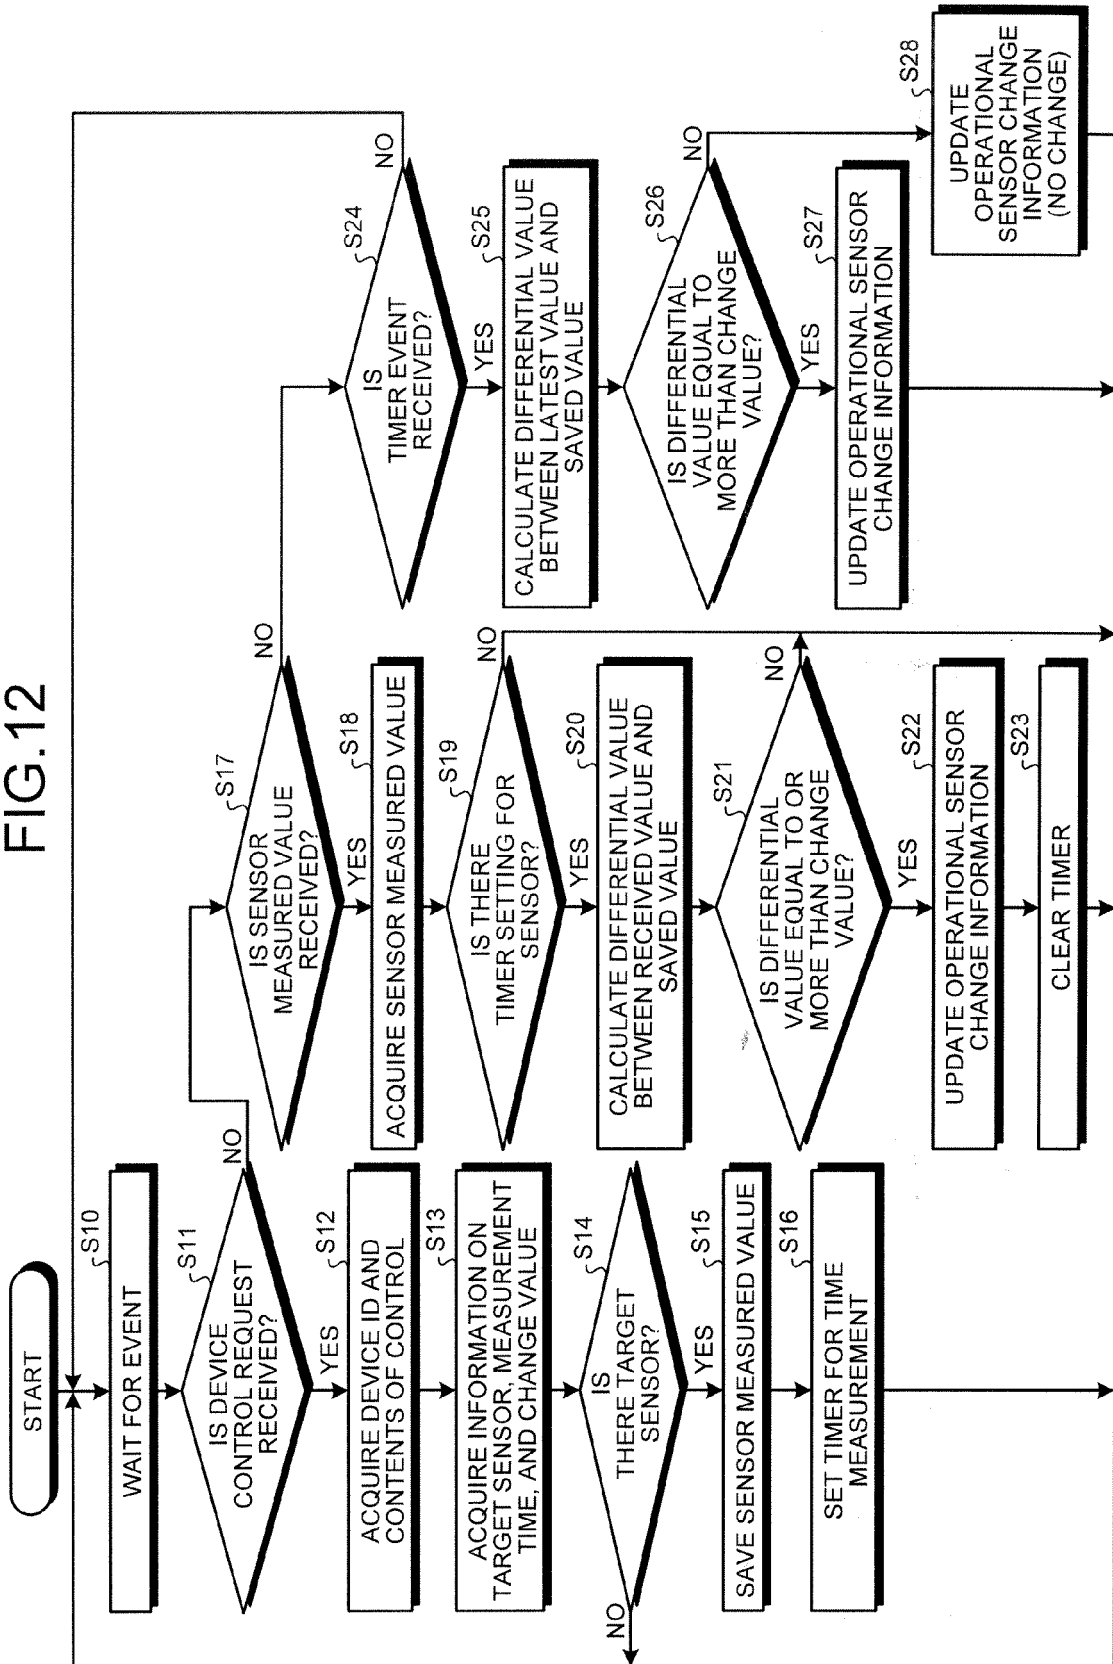 FIG.12
START
S10
WAIT FOR EVENT
S11
IS DEVICE
CONTROL REQUEST
RECEIVED?
NO
YES
S12
ACQUIRE DEVICE ID AND
CONTENTS OF CONTROL
S13
ACQUIRE INFORMATION ON
TARGET SENSOR, MEASUREMENT
TIME, AND CHANGE VALUE
S14
IS
THERE TARGET
SENSOR?
NO
YES
S15
SAVE SENSOR MEASURED VALUE
S16
SET TIMER FOR TIME
MEASUREMENT
S17
IS SENSOR
MEASURED VALUE
RECEIVED?
NO
YES
S18
ACQUIRE SENSOR MEASURED VALUE
S19
IS THERE
TIMER SETTING FOR
SENSOR?
NO
YES
S20
CALCULATE DIFFERENTIAL VALUE
BETWEEN RECEIVED VALUE AND
SAVED VALUE
S21
IS DIFFERENTIAL
VALUE EQUAL TO OR
MORE THAN CHANGE
VALUE?
NO
YES
S22
UPDATE OPERATIONAL SENSOR
CHANGE INFORMATION
S23
CLEAR TIMER
S24
IS
TIMER EVENT
RECEIVED?
NO
YES
S25
CALCULATE DIFFERENTIAL VALUE
BETWEEN LATEST VALUE AND
SAVED VALUE
S26
IS DIFFERENTIAL
VALUE EQUAL TO
MORE THAN CHANGE
VALUE?
NO
YES
S27
UPDATE OPERATIONAL SENSOR
CHANGE INFORMATION
S28
UPDATE
OPERATIONAL
SENSOR CHANGE
INFORMATION
(NO CHANGE)